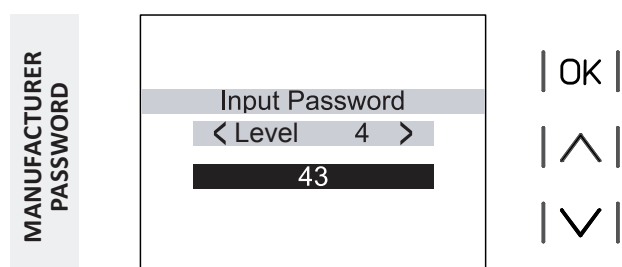 MANUFACTURER
PASSWORD
Input Password
< Level 4 >
43
OK